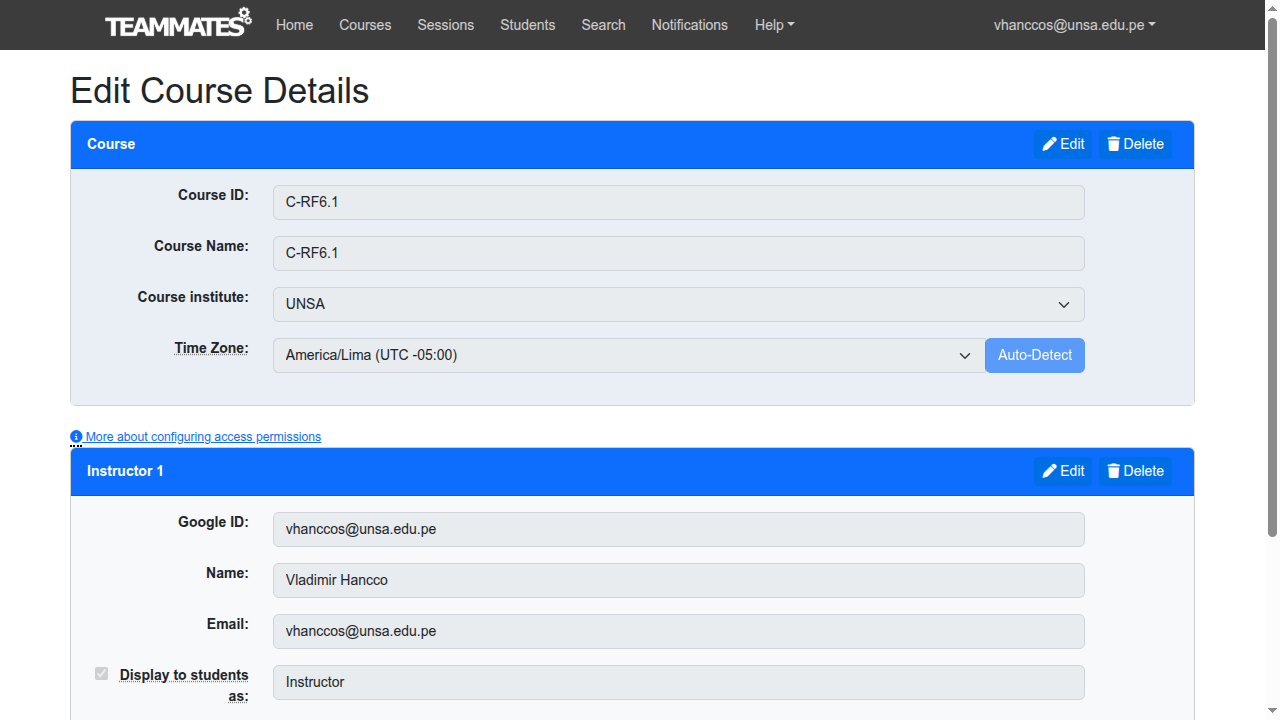 TEAMMATES Home Courses Sessions Students Search Notifications Help vhanccos@unsa.edu.pe
Edit Course Details
Course Edit Delete
Course ID: C-RF6.1
Course Name: C-RF6.1
Course institute: UNSA
Time Zone: America/Lima (UTC -05:00) Auto-Detect
More about configuring access permissions
Instructor 1 Edit Delete
Google ID: vhanccos@unsa.edu.pe
Name: Vladimir Hancco
Email: vhanccos@unsa.edu.pe
Display to students as: Instructor